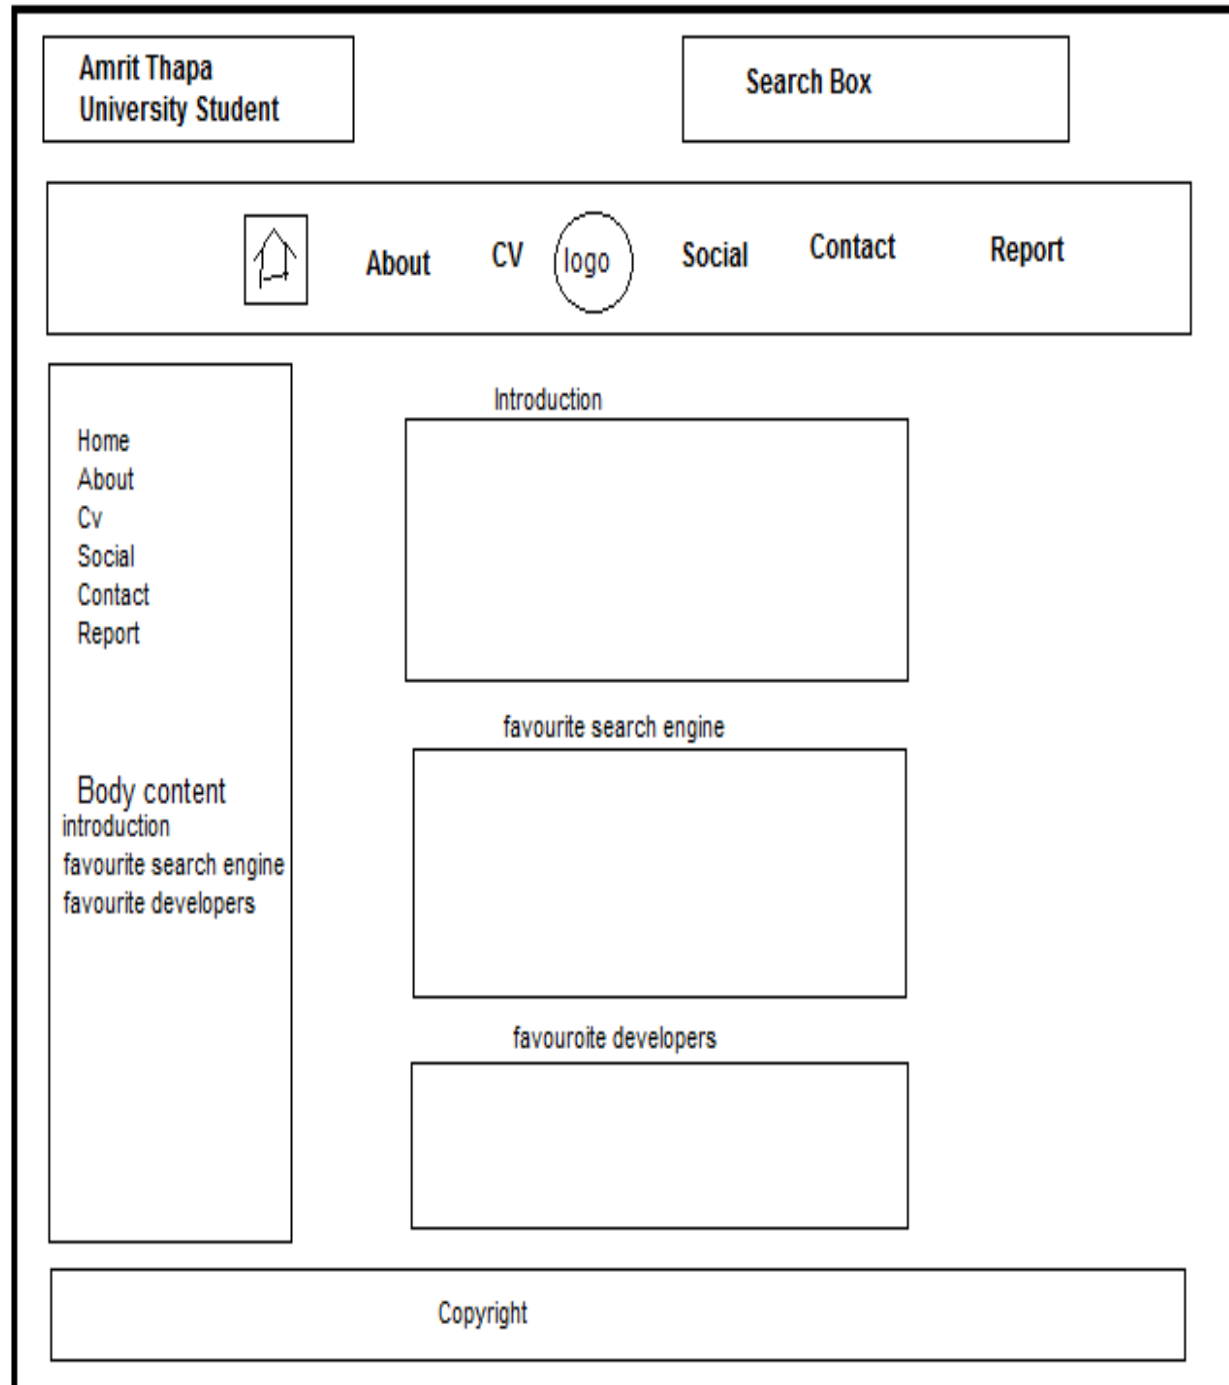 Amrit Thapa
University Student
Search Box
About
CV
logo
Social
Contact
Report
Home
About
Cv
Social
Contact
Report
Body content
introduction
favourite search engine
favourite developers
Introduction
favourite search engine
favouroite developers
Copyright